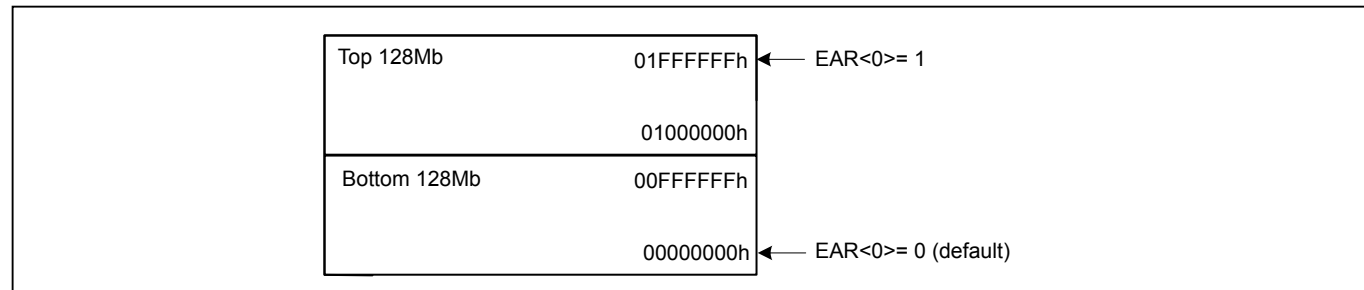 Top 128Mb 01FFFFFFh EAR<0>= 1
01000000h
Bottom 128Mb 00FFFFFFh
00000000h EAR<0>= 0 (default)